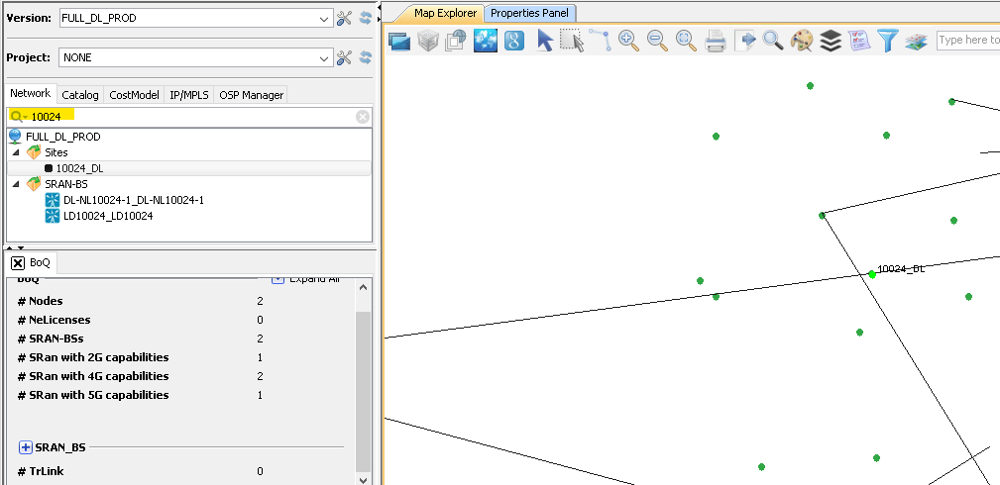 Version: FULL_DL_PROD
Project: NONE
Network Catalog CostModel IP/MPLS OSP Manager
10024
FULL_DL_PROD
Sites
10024_DL
SRAN-BS
DL-NL10024-1_DL-NL10024-1
LD10024_LD10024
BoQ
BoQ Expand All
# Nodes 2
# NeLicenses 0
# SRAN-BSs 2
# SRan with 2G capabilities 1
# SRan with 4G capabilities 2
# SRan with 5G capabilities 1
SRAN_BS
# TrLink 0
Map Explorer Properties Panel
8 Type here to
10024_DL